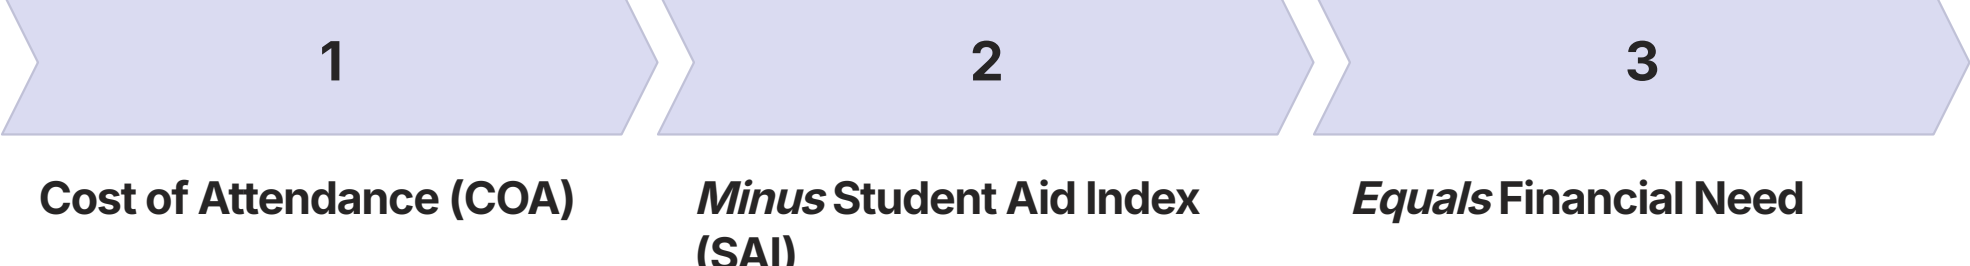 1
2
3
Cost of Attendance (COA)
Minus Student Aid Index
(SAI)
Equals Financial Need